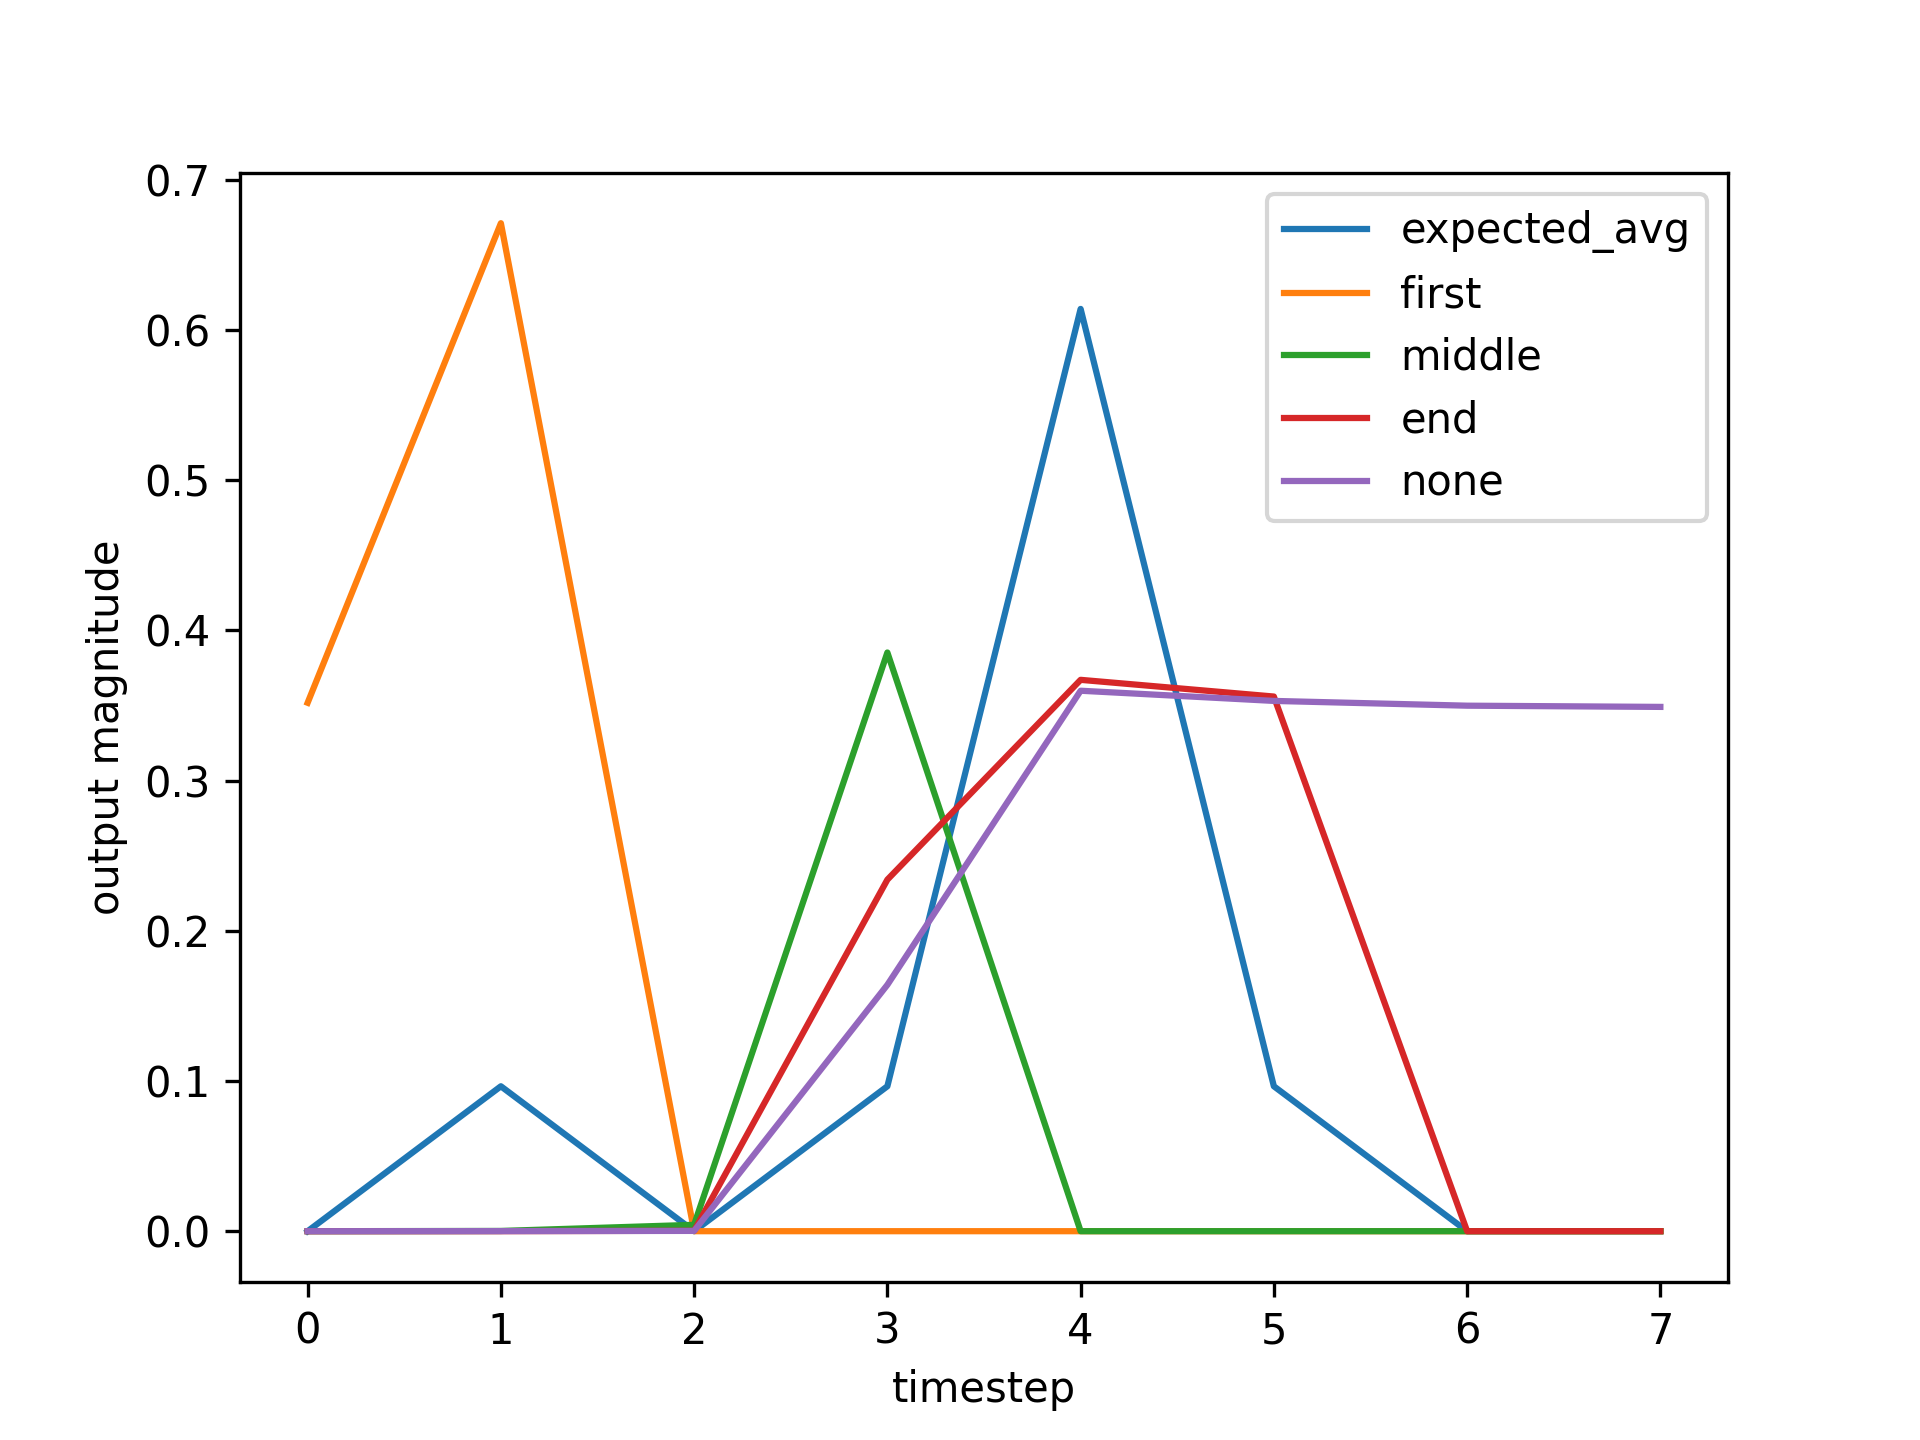 0.7
0.6
0.5
0.4
0.3
0.2
0.1
0.0
output magnitude
expected_avg
first
middle
end
none
0 1 2 3 4 5 6 7
timestep